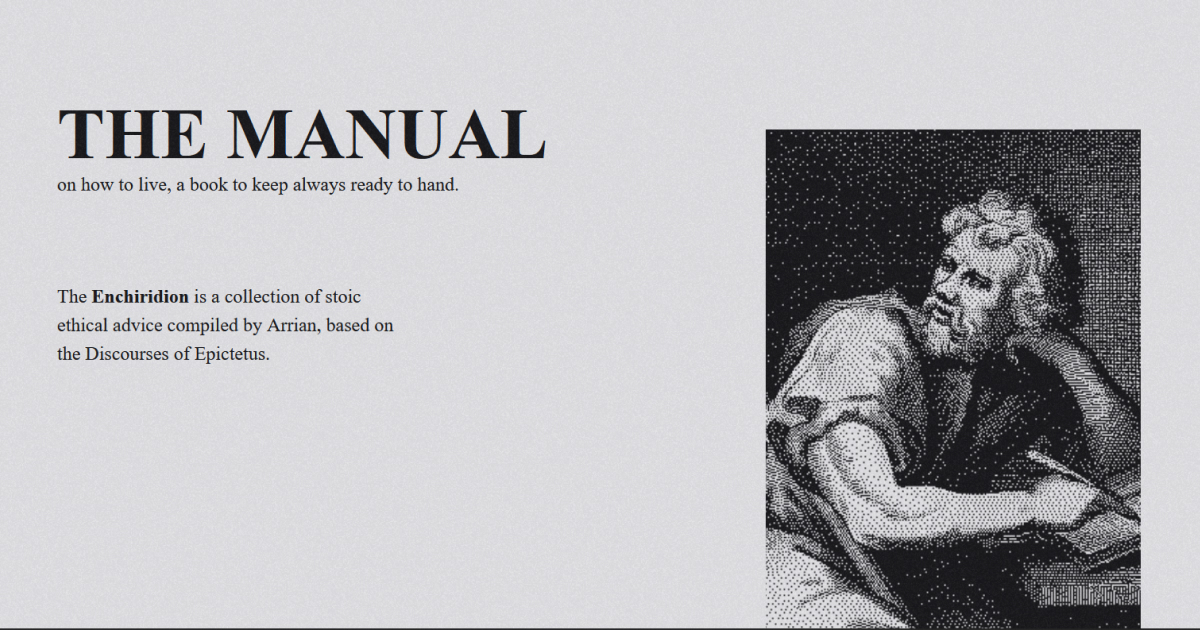 THE MANUAL
on how to live, a book to keep always ready to hand.
The Enchiridion is a collection of stoic
ethical advice compiled by Arrian, based on
the Discourses of Epictetus.